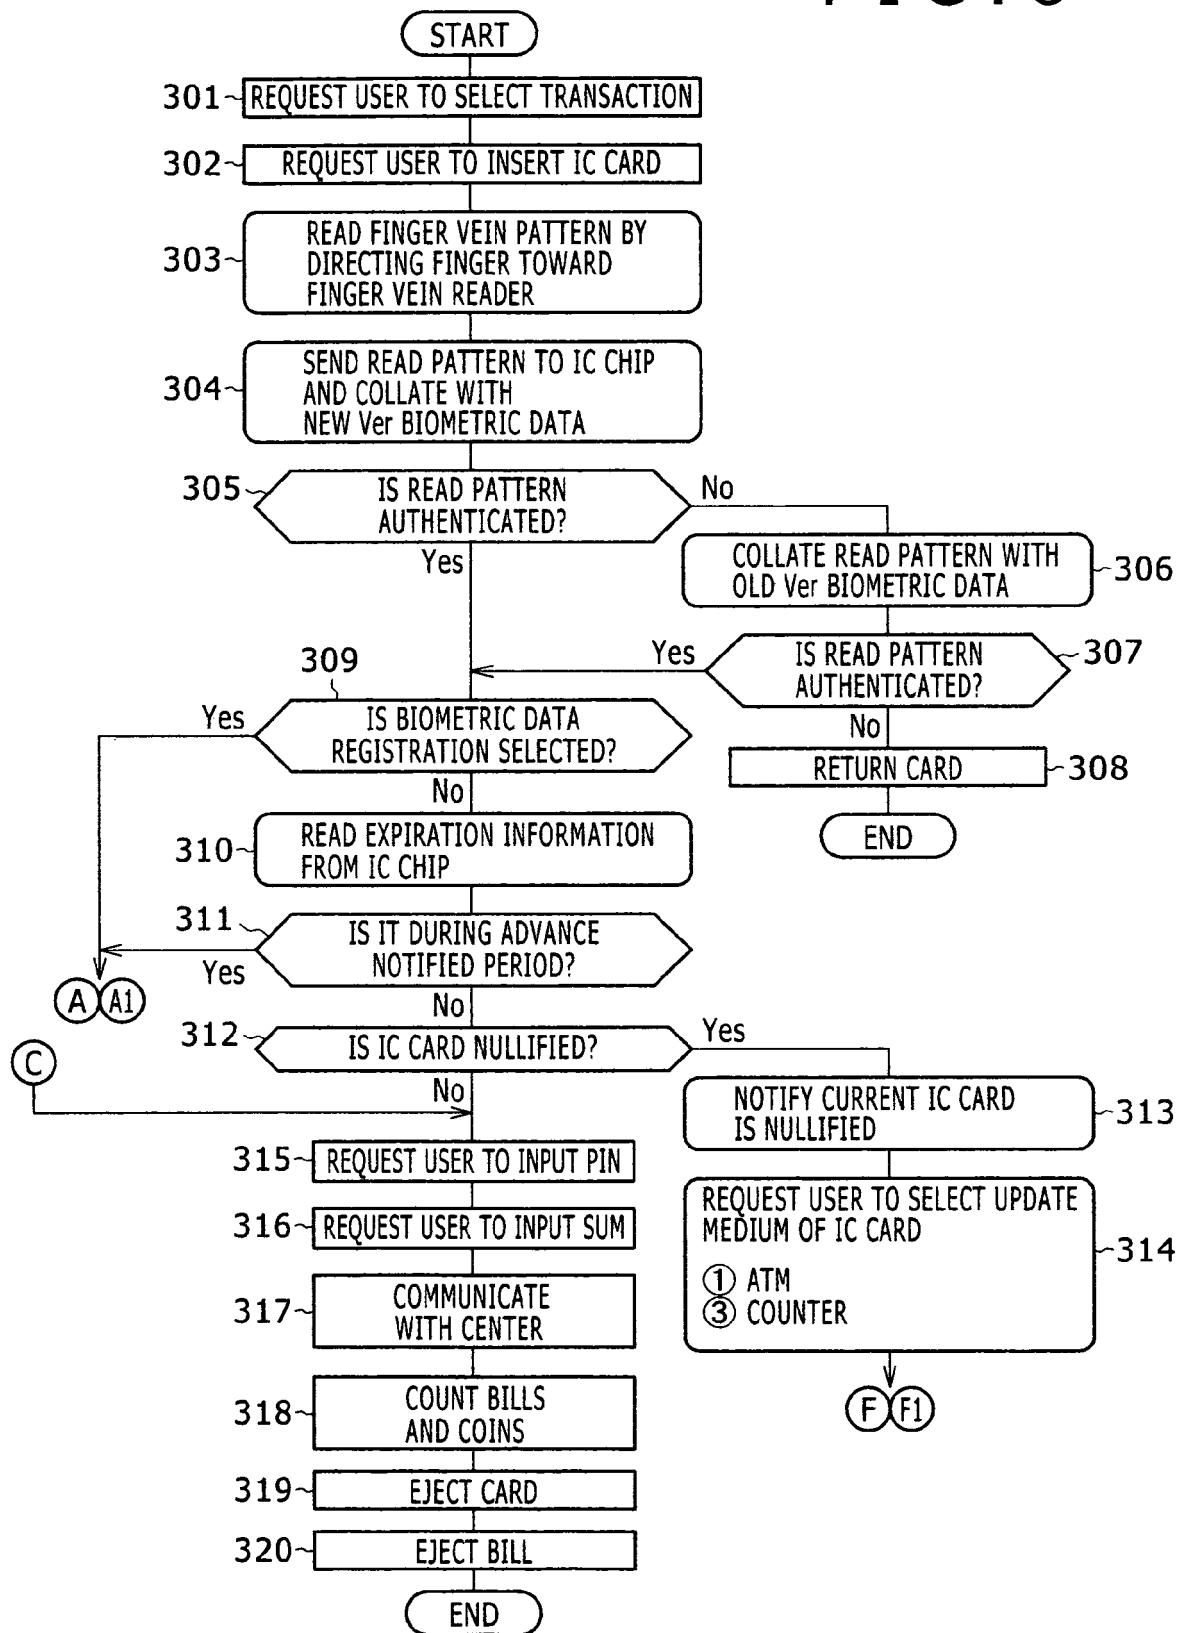 START
301
REQUEST USER TO SELECT TRANSACTION
302
REQUEST USER TO INSERT IC CARD
303
READ FINGER VEIN PATTERN BY
DIRECTING FINGER TOWARD
FINGER VEIN READER
304
SEND READ PATTERN TO IC CHIP
AND COLLATE WITH
NEW Ver BIOMETRIC DATA
305
IS READ PATTERN
AUTHENTICATED?
No
Yes
COLLATE READ PATTERN WITH
OLD Ver BIOMETRIC DATA
306
IS READ PATTERN
AUTHENTICATED?
307
Yes
No
RETURN CARD
308
END
309
IS BIOMETRIC DATA
REGISTRATION SELECTED?
Yes
No
310
READ EXPIRATION INFORMATION
FROM IC CHIP
311
IS IT DURING ADVANCE
NOTIFIED PERIOD?
Yes
No
A A1
312
IS IC CARD NULLIFIED?
Yes
No
C
NOTIFY CURRENT IC CARD
IS NULLIFIED
313
REQUEST USER TO SELECT UPDATE
MEDIUM OF IC CARD
① ATM
③ COUNTER
314
F F1
315
REQUEST USER TO INPUT PIN
316
REQUEST USER TO INPUT SUM
317
COMMUNICATE
WITH CENTER
318
COUNT BILLS
AND COINS
319
EJECT CARD
320
EJECT BILL
END